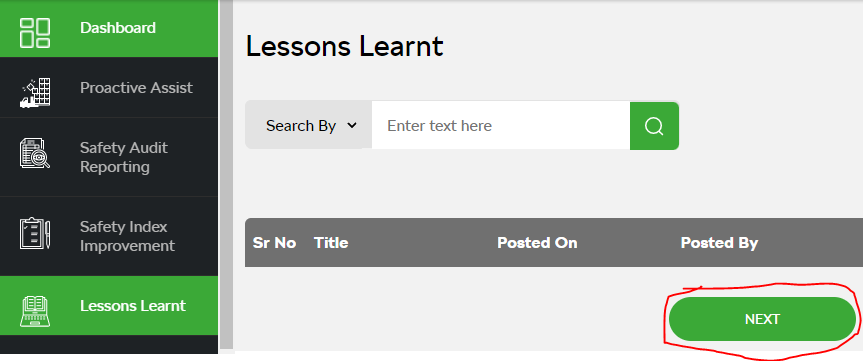 Dashboard
Proactive Assist
Safety Audit
Reporting
Safety Index
Improvement
Lessons Learnt
Lessons Learnt
Search By
Enter text here
Sr No Title Posted On Posted By
NEXT